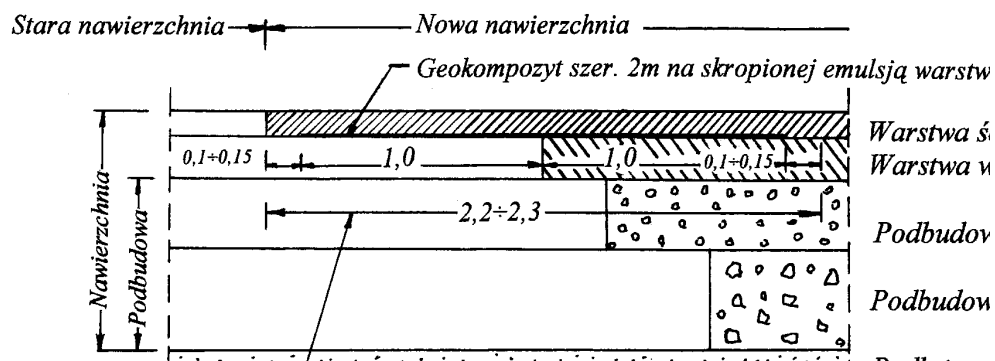 Stara nawierzchnia
Nowa nawierzchnia
Geokompozyt szer. 2m na skropionej emulsją warstw
Warstwa ś
0,1÷0,15
1,0
1,0
0,1÷0,15
Warstwa w
2,2÷2,3
Nawierzchnia
Podbudowa
Podbudow
Podbudow